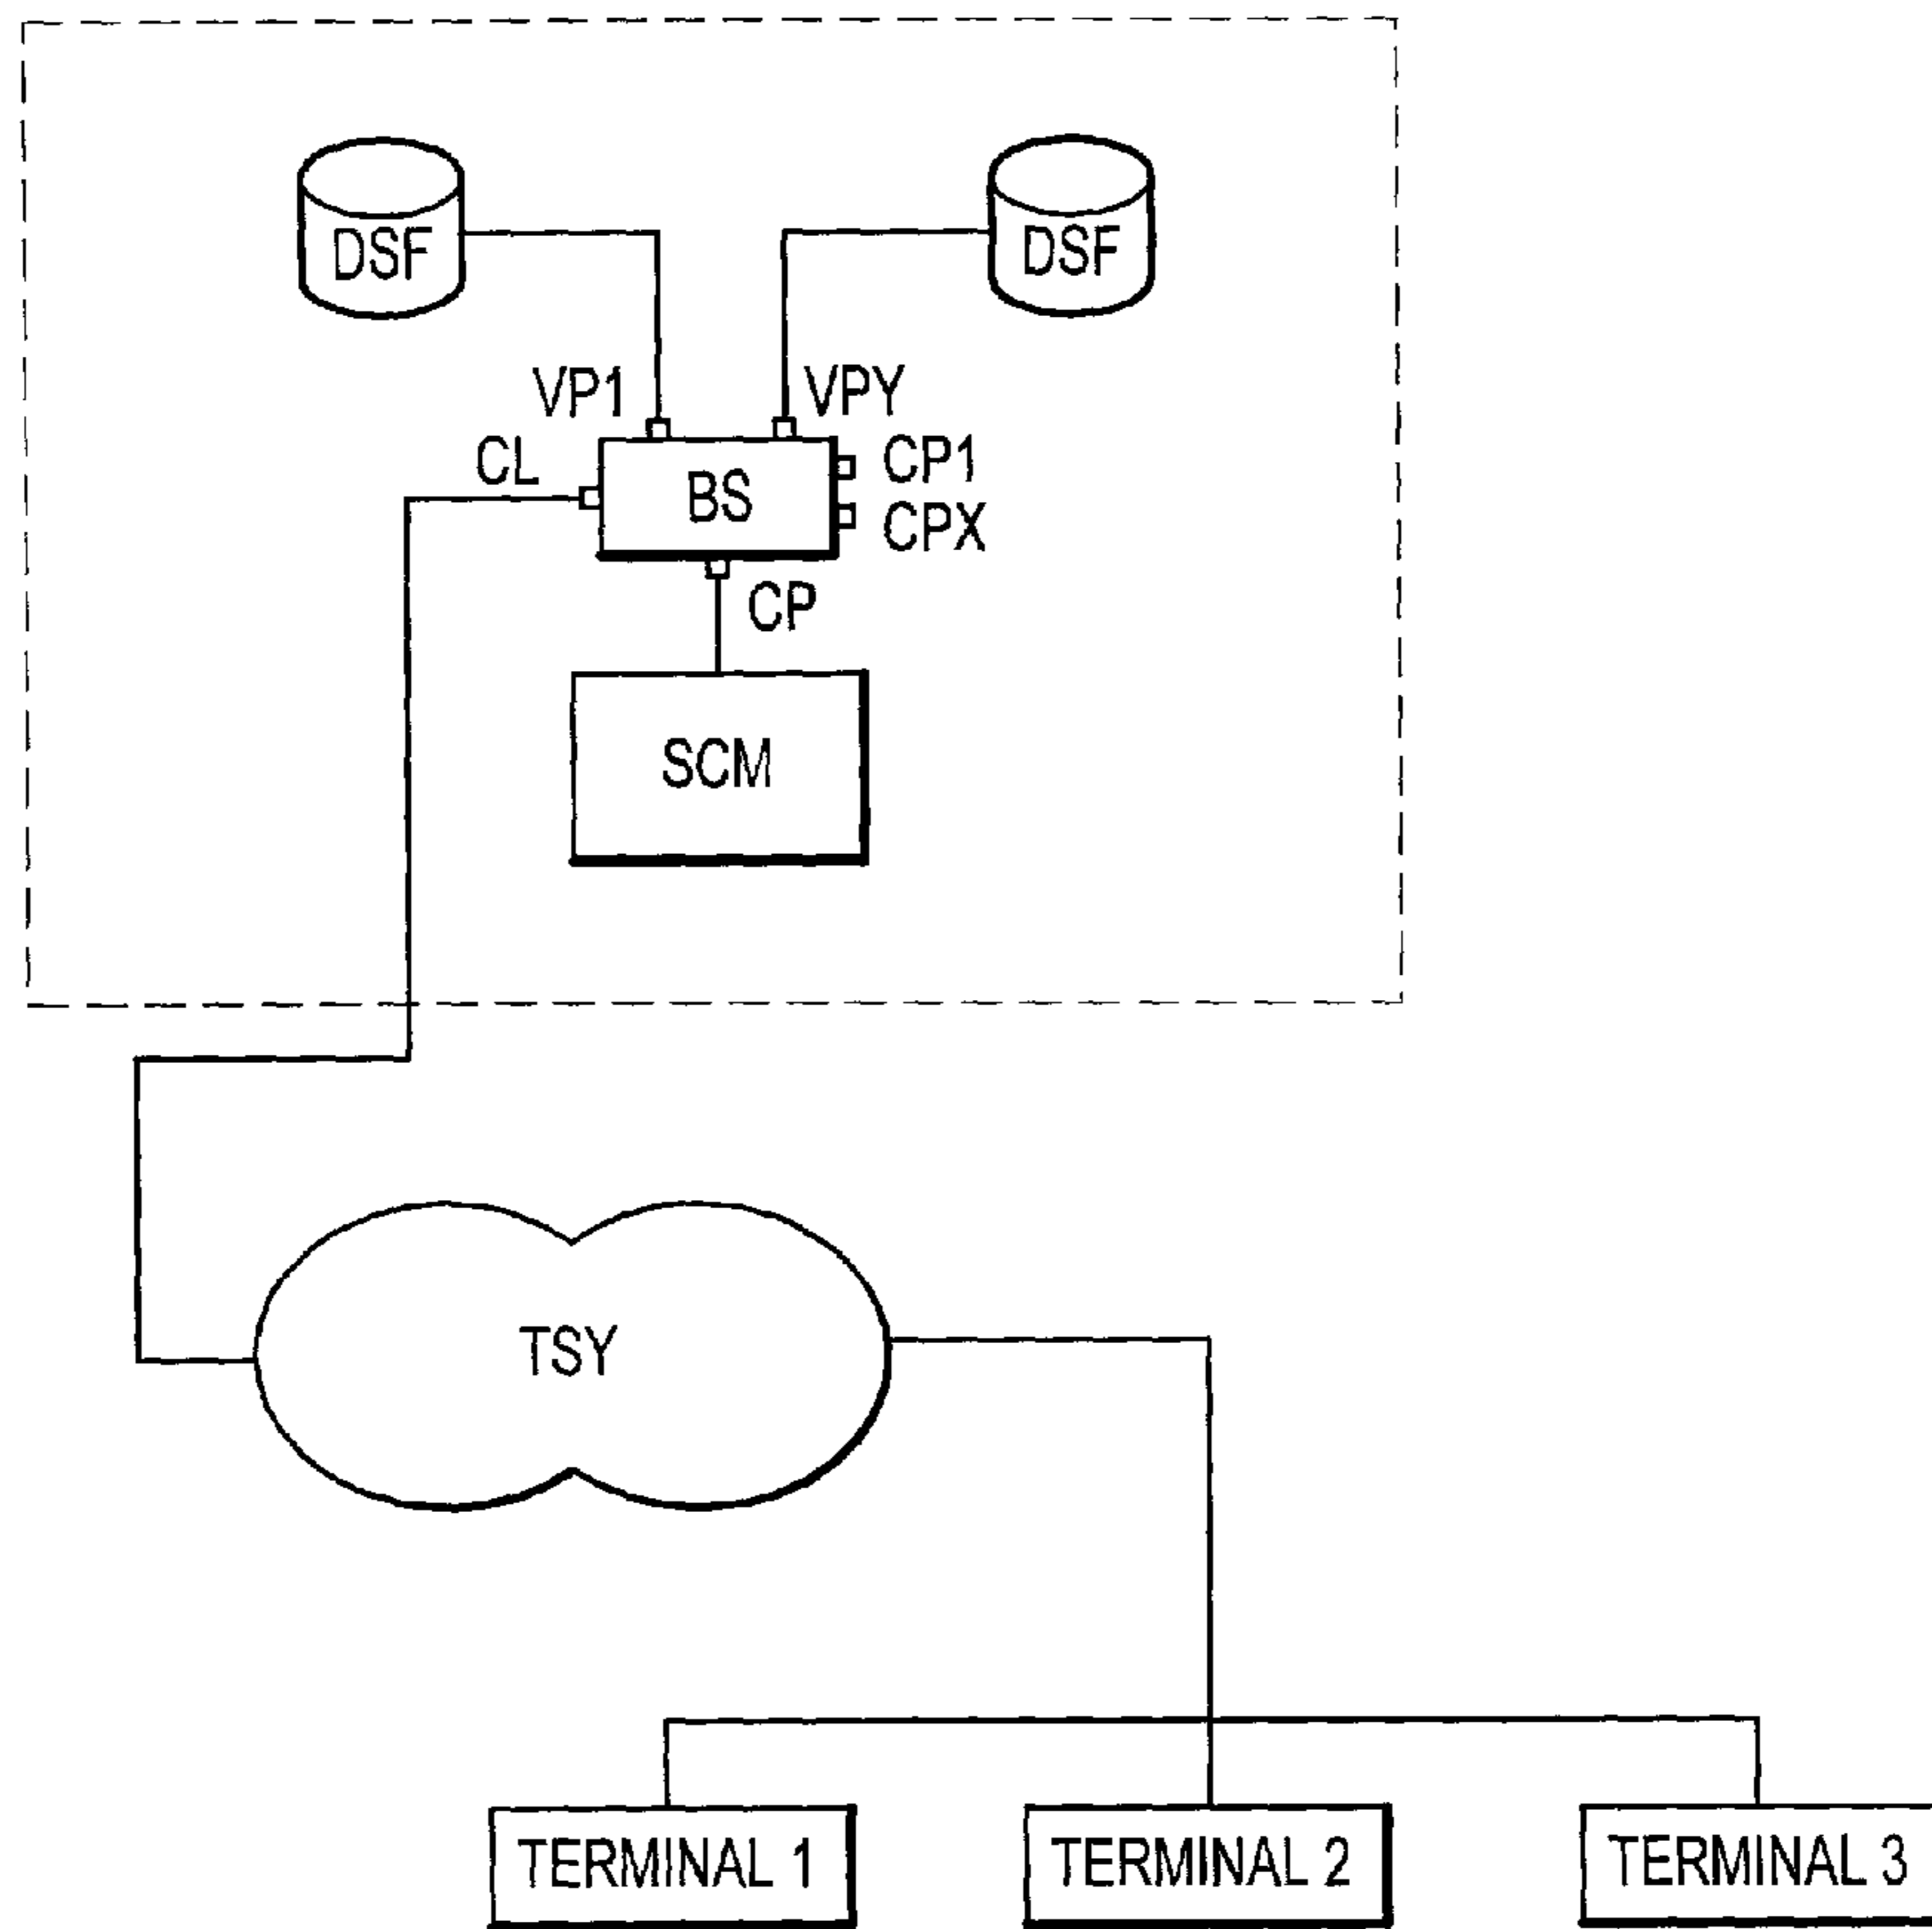 DSF
DSF
VP1
VPY
CL
BS
CP1
CPX
CP
SCM
TSY
TERMINAL 1
TERMINAL 2
TERMINAL 3